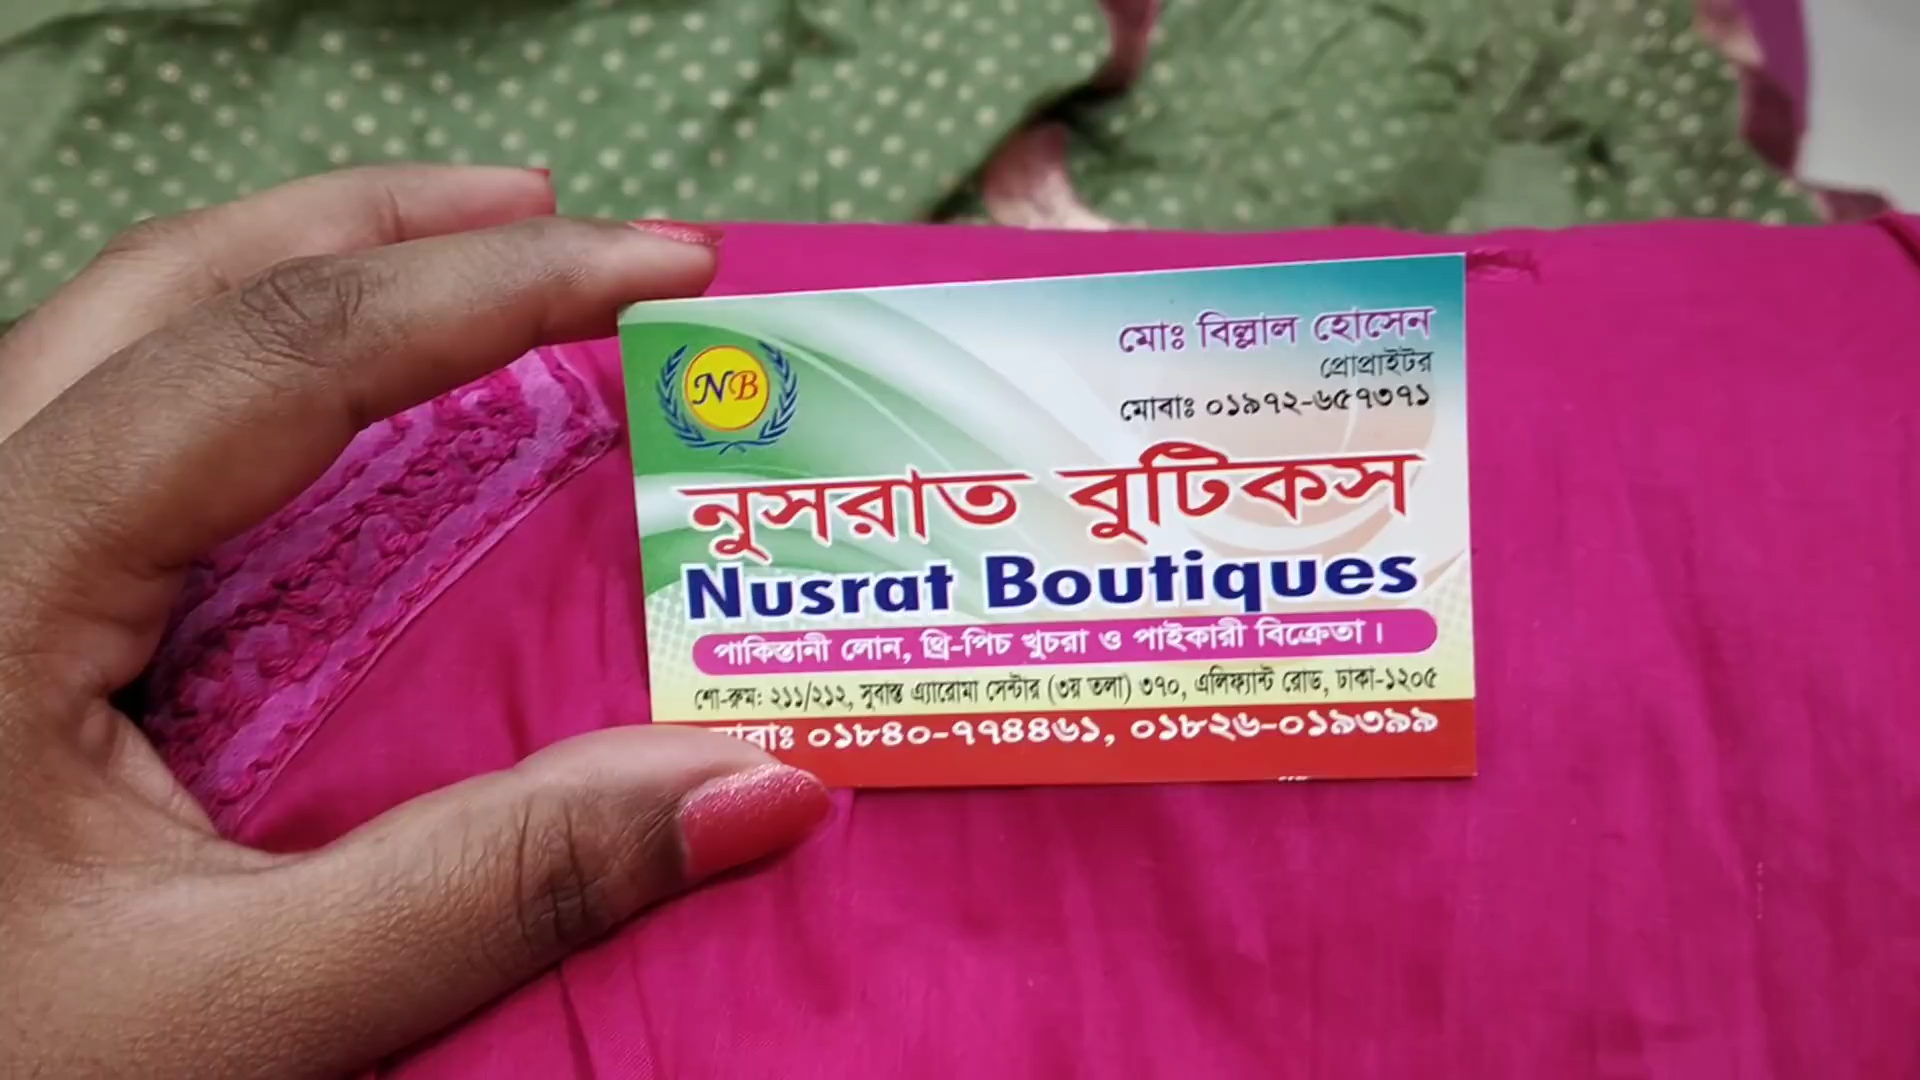 NB
মোঃ বিল্লাল হোসেন
প্রোপ্রাইটর
মোবাঃ ০১৯৭২-৬৫৭৩৭১
নুসরাত বুটিকস
Nusrat Boutiques
পাকিস্তানী লোন, থ্রি-পিচ খুচরা ও পাইকারী বিক্রেতা।
শো-রুম: ২১১/২১২, সুবাস্তু এ্যারোমা সেন্টার (৩য় তলা) ৩৭০, এলিফ্যান্ট রোড, ঢাকা-১২০৫
০১৮৪০-৭৭৪৪৬১, ০১৮২৬-০১৯৩৯৯